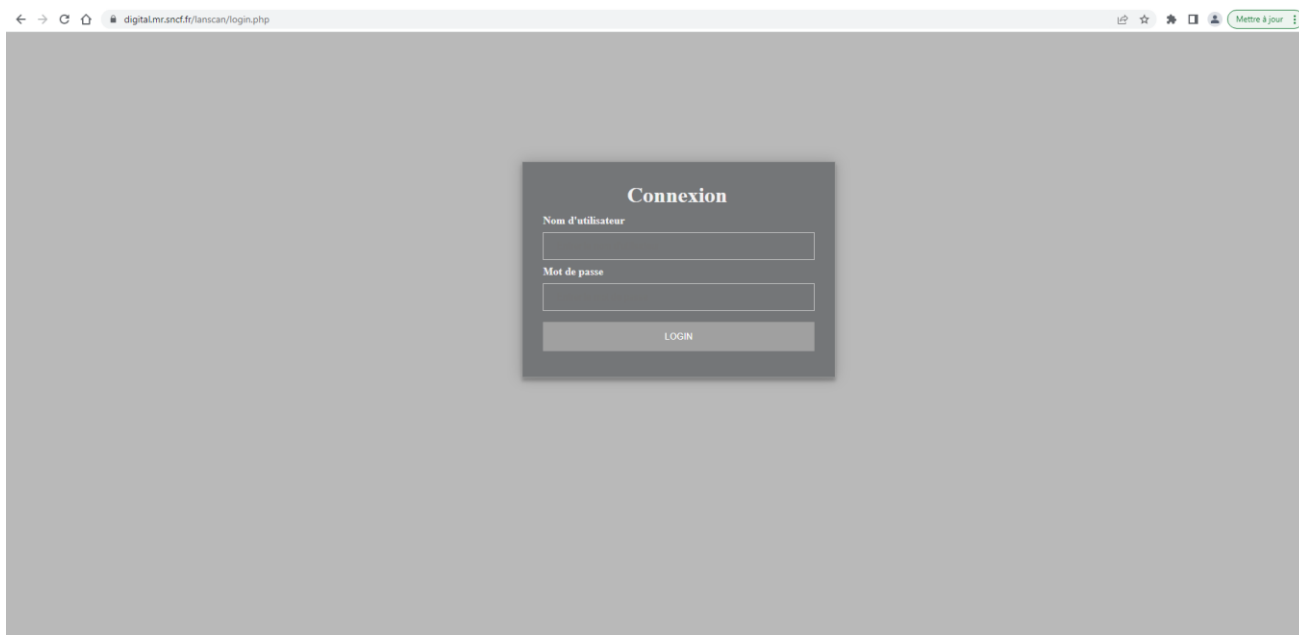 digital.mr.sncf.fr/lanscan/login.php
Mettre à jour
Connexion
Nom d'utilisateur
Mot de passe
LOGIN